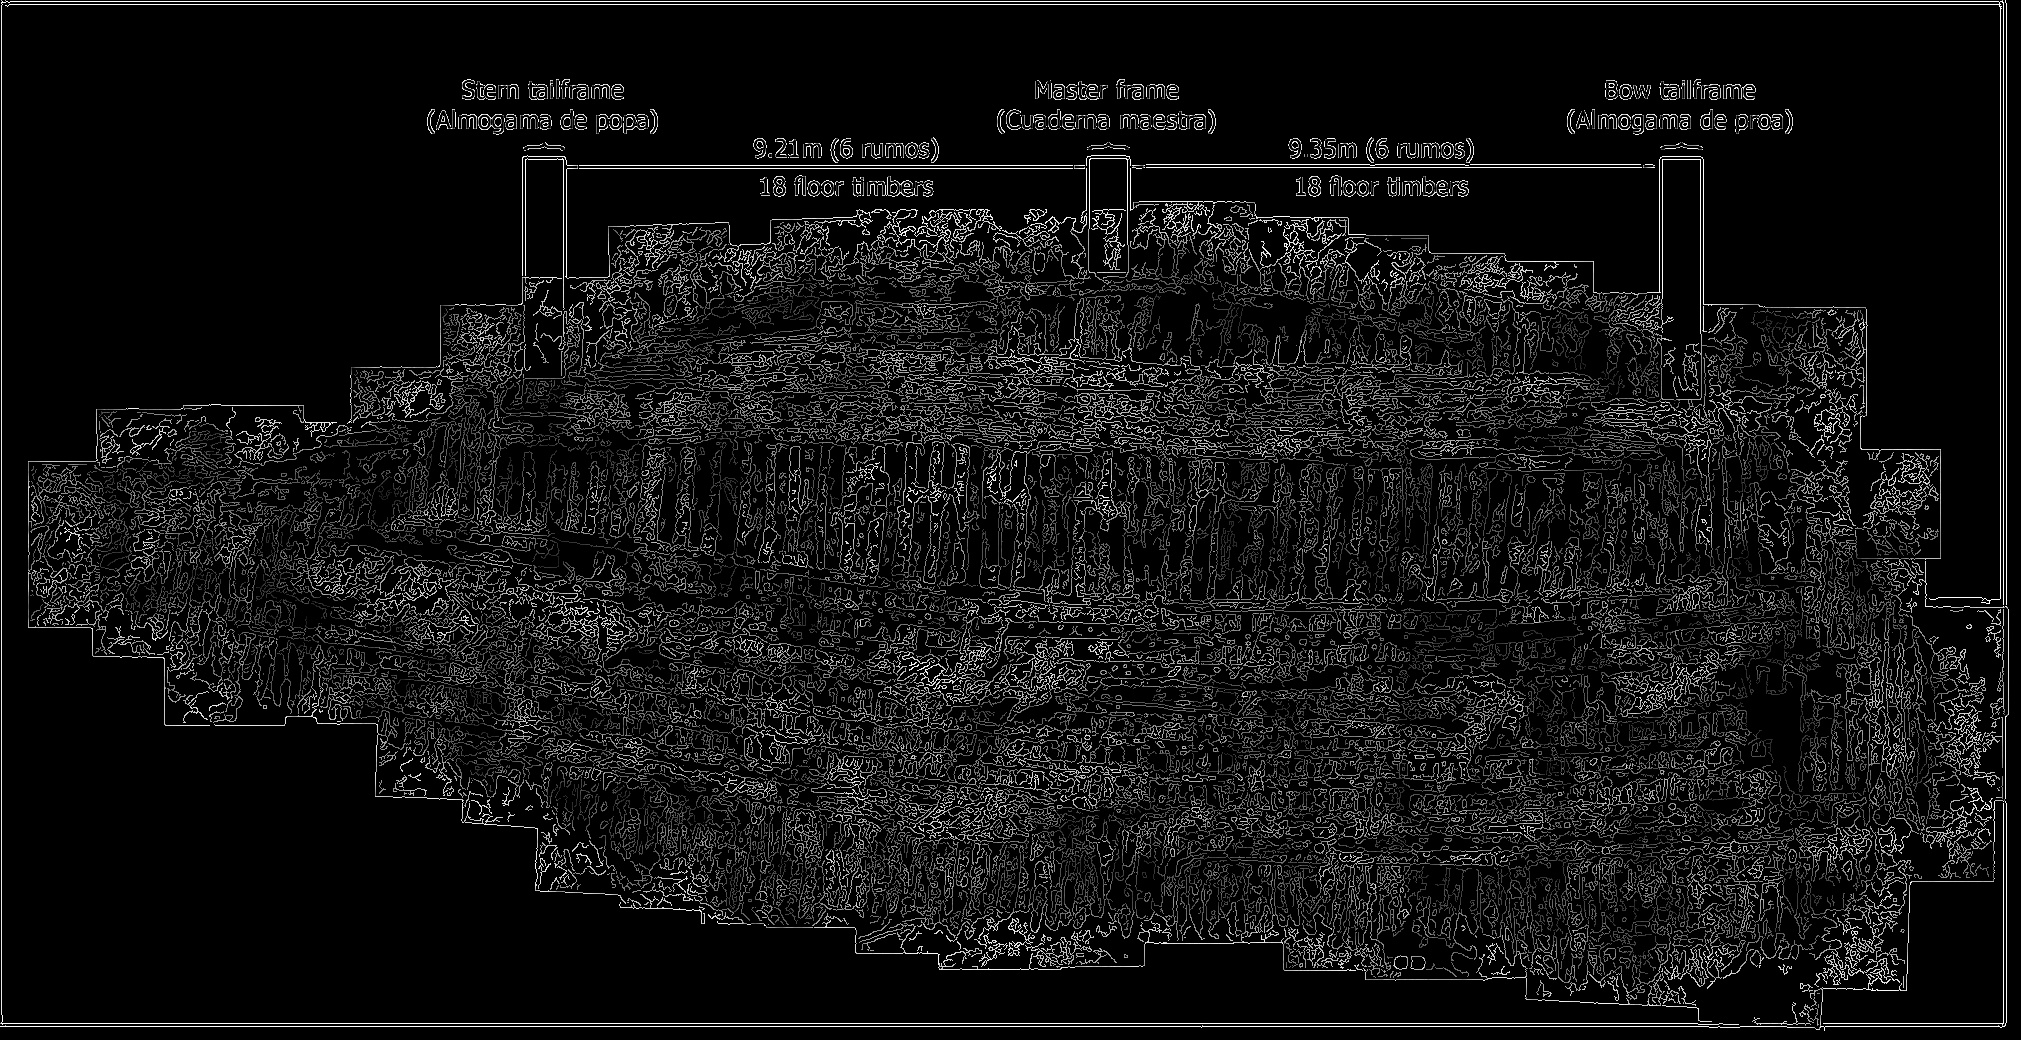 Stern tailframe
(Almogama de popa)
Master frame
(Cuaderna maestra)
Bow tailframe
(Almogama de proa)
9.21m (6 rumos)
9.35m (6 rumos)
18 floor timbers
18 floor timbers